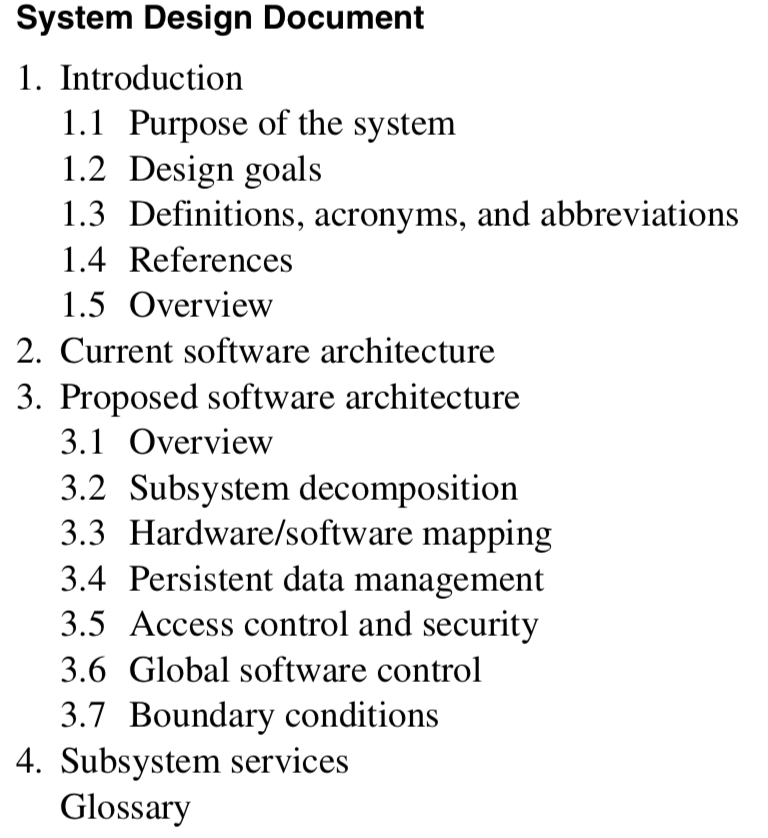 System Design Document
1. Introduction
1.1 Purpose of the system
1.2 Design goals
1.3 Definitions, acronyms, and abbreviations
1.4 References
1.5 Overview
2. Current software architecture
3. Proposed software architecture
3.1 Overview
3.2 Subsystem decomposition
3.3 Hardware/software mapping
3.4 Persistent data management
3.5 Access control and security
3.6 Global software control
3.7 Boundary conditions
4. Subsystem services
Glossary